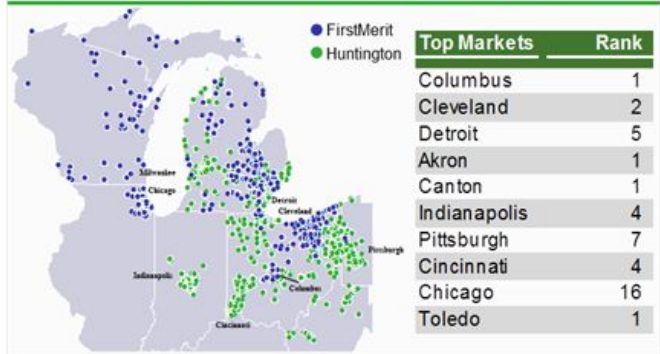 FirstMerit
Huntington
Top Markets Rank
Columbus 1
Cleveland 2
Detroit 5
Akron 1
Canton 1
Indianapolis 4
Pittsburgh 7
Cincinnati 4
Chicago 16
Toledo 1
Milwaukee
Chicago
Detroit
Cleveland
Pittsburgh
Indianapolis
Columbus
Cincinnati